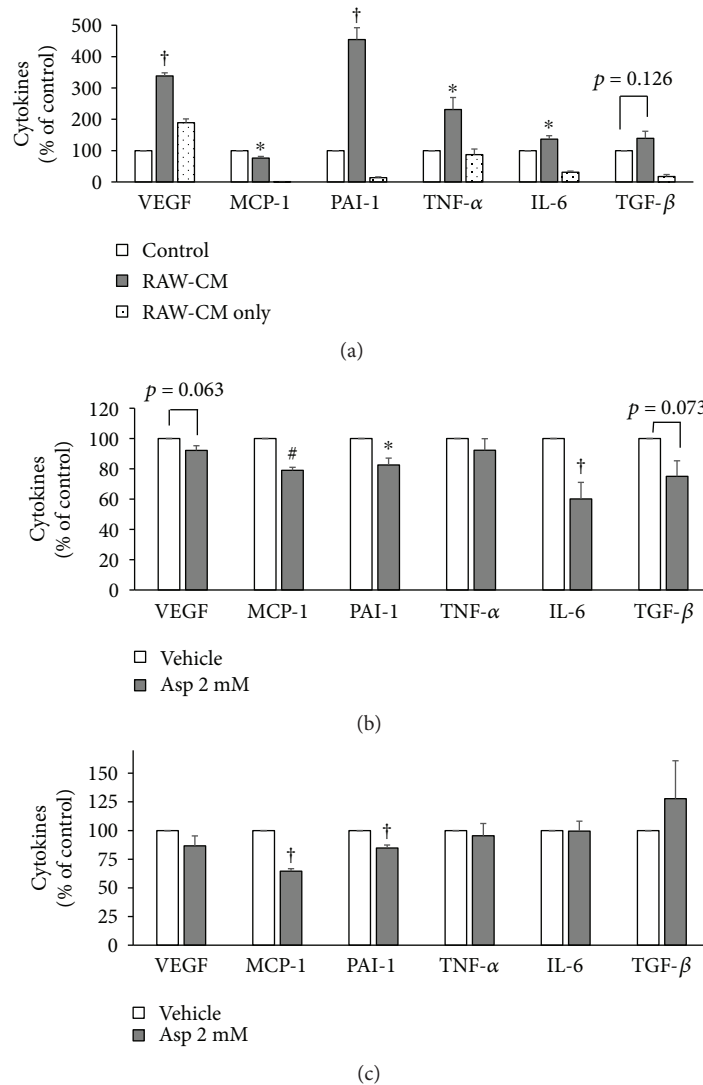 Cytokines
(% of control)
500
400
300
200
100
0
†
*
†
*
*
p = 0.126
VEGF MCP-1 PAI-1 TNF-α IL-6 TGF-β
Control
RAW-CM
RAW-CM only
(a)
Cytokines
(% of control)
p = 0.063
p = 0.073
120
100
80
60
40
20
0
#
*
†
VEGF MCP-1 PAI-1 TNF-α IL-6 TGF-β
Vehicle
Asp 2 mM
(b)
Cytokines
(% of control)
150
125
100
75
50
25
0
†
†
VEGF MCP-1 PAI-1 TNF-α IL-6 TGF-β
Vehicle
Asp 2 mM
(c)